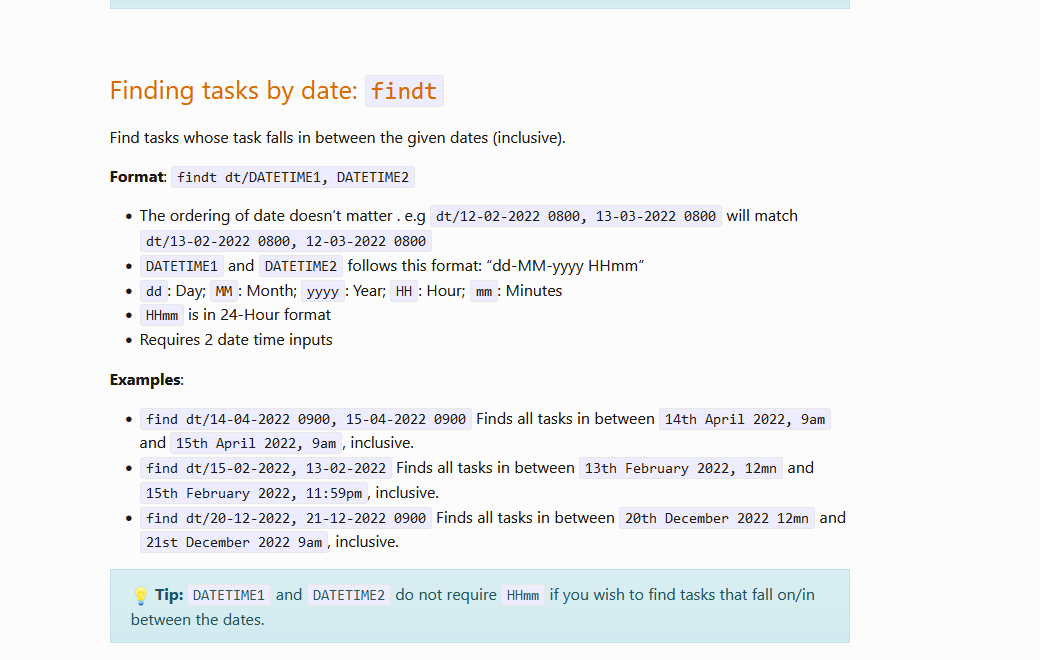 Finding tasks by date: findt
Find tasks whose task falls in between the given dates (inclusive).
Format: findt dt/DATETIME1, DATETIME2
The ordering of date doesn't matter . e.g dt/12-02-2022 0800, 13-03-2022 0800 will match
dt/13-02-2022 0800, 12-03-2022 0800
DATETIME1 and DATETIME2 follows this format: “dd-MM-yyyy HHmm”
dd : Day; MM : Month; yyyy : Year; HH : Hour; mm : Minutes
HHmm is in 24-Hour format
Requires 2 date time inputs
Examples:
find dt/14-04-2022 0900, 15-04-2022 0900 Finds all tasks in between 14th April 2022, 9am
and 15th April 2022, 9am , inclusive.
find dt/15-02-2022, 13-02-2022 Finds all tasks in between 13th February 2022, 12mn and
15th February 2022, 11:59pm , inclusive.
find dt/20-12-2022, 21-12-2022 0900 Finds all tasks in between 20th December 2022 12mn and
21st December 2022 9am , inclusive.
💡 Tip: DATETIME1 and DATETIME2 do not require HHmm if you wish to find tasks that fall on/in
between the dates.